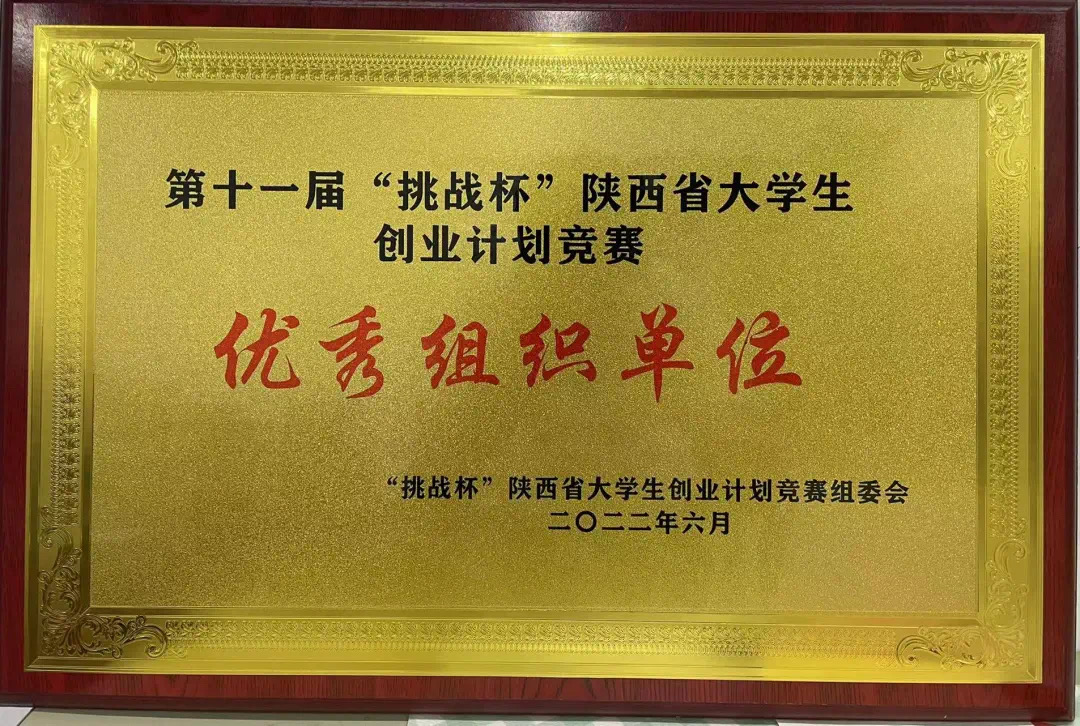 第十一届“挑战杯”陕西省大学生
创业计划竞赛
优秀组织单位
“挑战杯”陕西省大学生创业计划竞赛组委会
二〇二二年六月